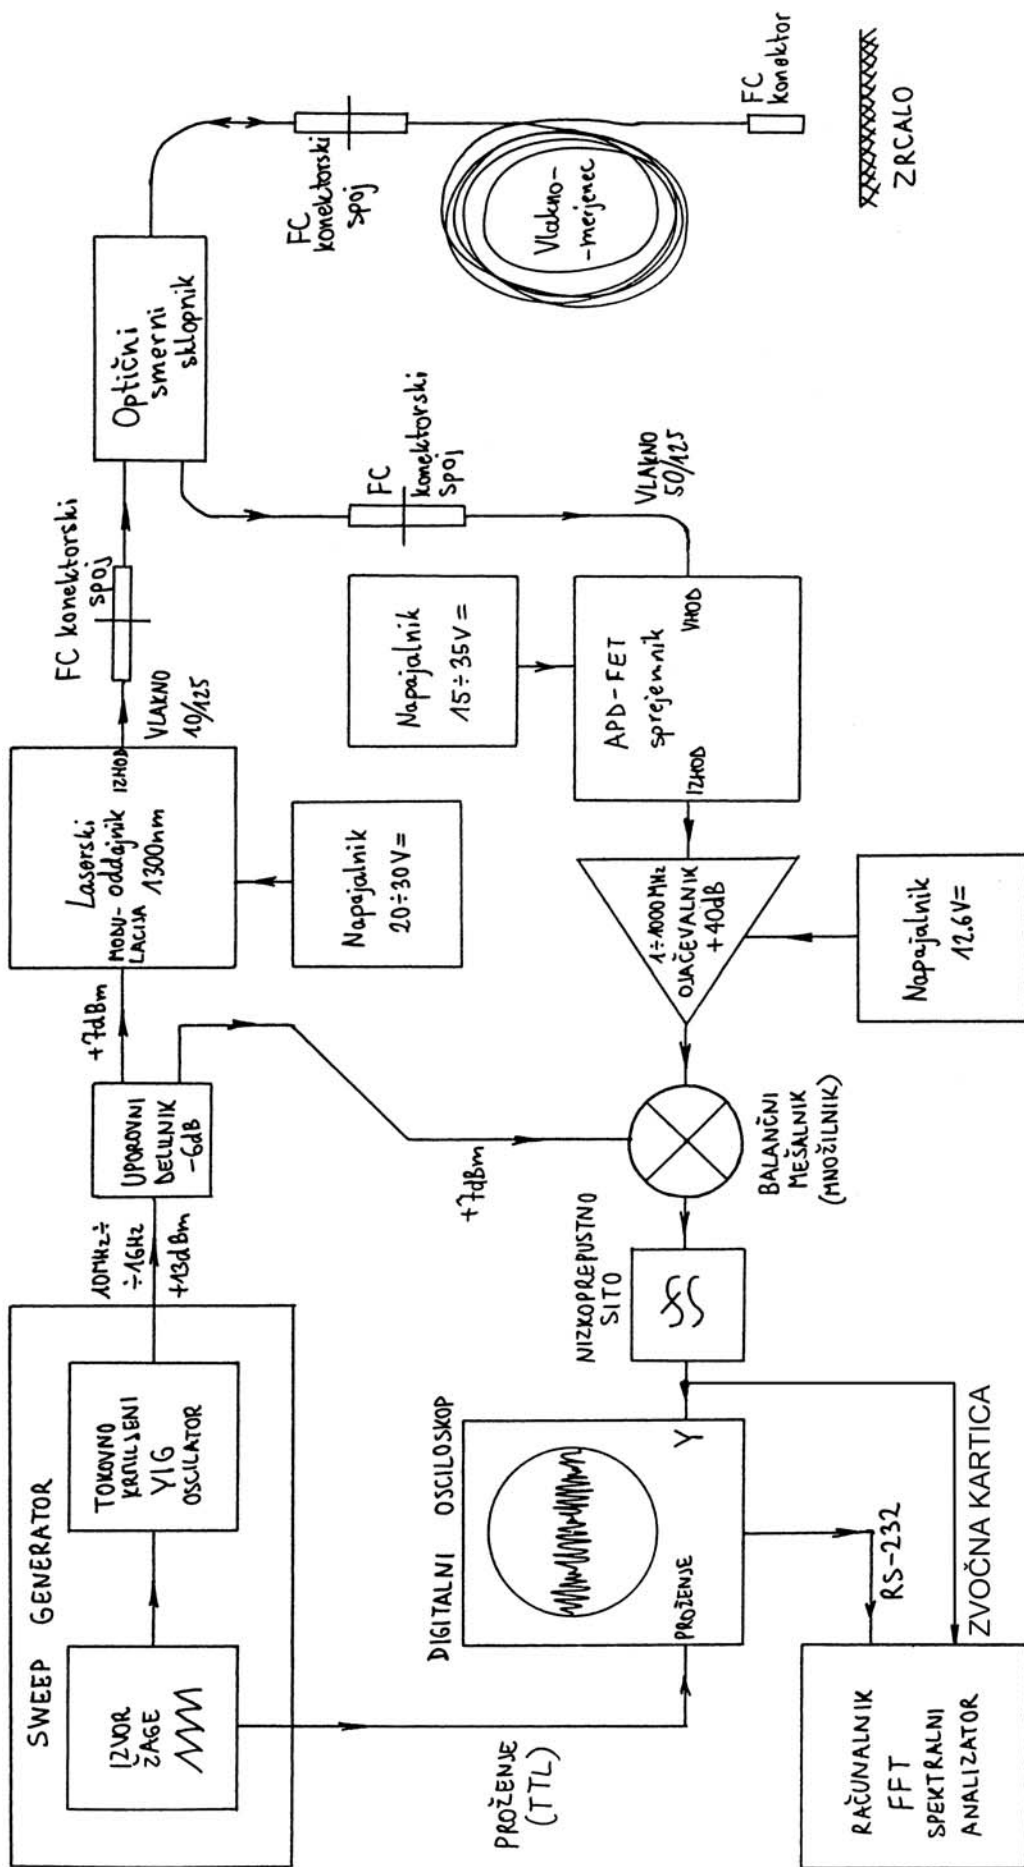 SWEEP GENERATOR
IZVOR
ŽAGE
TOKOVNO
KRMILJENI
YIG
OSCILATOR
10MHz÷
÷1GHz
+13dBm
UPOROVNI
DELILNIK
-6dB
+7dBm
Laserski
oddajnik
1300nm
MODU-
LACIJA
IZHOD
VLAKNO
10/125
FC konektorski
spoj
Optični
smerni
sklopnik
FC
konektorski
spoj
Vlakno-
-merjenec
FC
konektor
ZRCALO
Napajalnik
20÷30V=
Napajalnik
15÷35V=
FC
konektorski
spoj
VLAKNO
50/125
APD-FET
sprejemnik
VHOD
IZHOD
1÷1000MHz
OJAČEVALNIK
+40dB
Napajalnik
12.6V=
+7dBm
BALANČNI
MEŠALNIK
(MNOŽILNIK)
NIZKOPREPUSTNO
SITO
DIGITALNI OSCILOSKOP
Y
PROŽENJE
PROŽENJE
(TTL)
RS-232
ZVOČNA KARTICA
RAČUNALNIK
FFT
SPEKTRALNI
ANALIZATOR